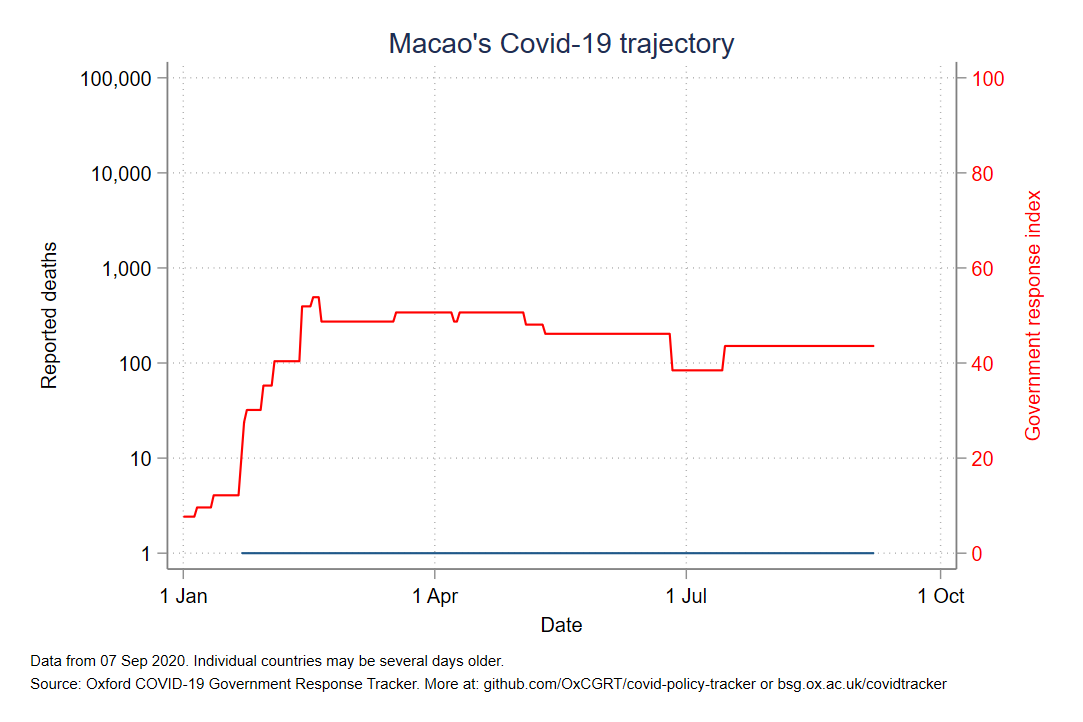 Macao's Covid-19 trajectory
100,000
10,000
1,000
100
10
1
Reported deaths
100
80
60
40
20
0
Government response index
1 Jan
1 Apr
1 Jul
1 Oct
Date
Data from 07 Sep 2020. Individual countries may be several days older.
Source: Oxford COVID-19 Government Response Tracker. More at: github.com/OxCGRT/covid-policy-tracker or bsg.ox.ac.uk/covidtracker